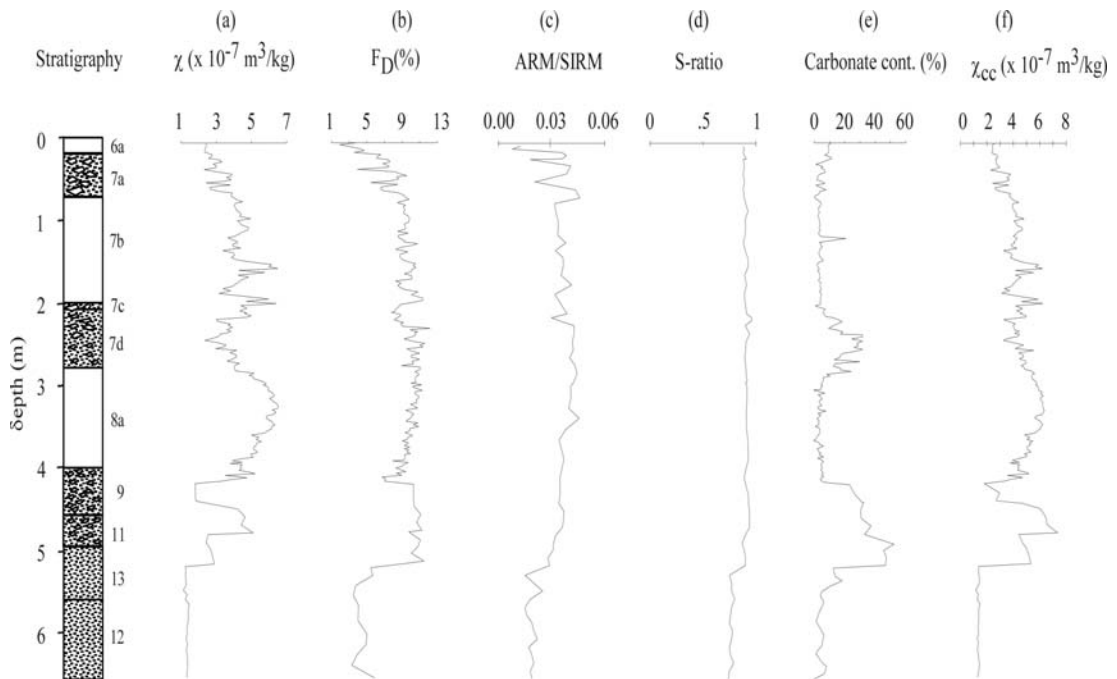 (a) (b) (c) (d) (e) (f)
Stratigraphy χ (x 10⁻⁷ m³/kg) F_D(%) ARM/SIRM S-ratio Carbonate cont. (%) χ_cc (x 10⁻⁷ m³/kg)
1 3 5 7 1 5 9 13 0.00 0.03 0.06 0 .5 1 0 20 40 60 0 2 4 6 8
0 6a
7a
1
7b
2 7c
7d
3
8a
4
9
11
5
13
6 12
δepth (m)